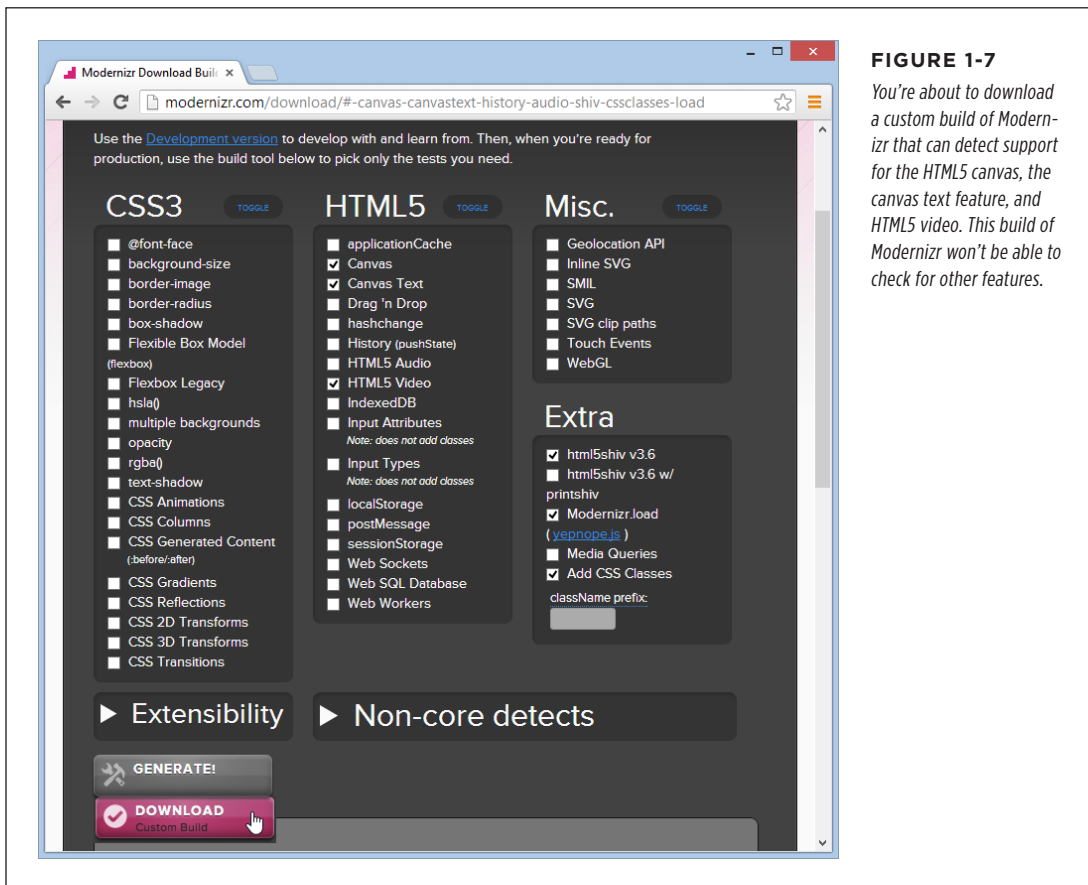 Modernizr Download Buil
modernizr.com/download/#-canvas-canvastext-history-audio-shiv-cssclasses-load
Use the Development version to develop with and learn from. Then, when you're ready for
production, use the build tool below to pick only the tests you need.
CSS3
TOGGLE
@font-face
background-size
border-image
border-radius
box-shadow
Flexible Box Model
(flexbox)
Flexbox Legacy
hsla()
multiple backgrounds
opacity
rgba()
text-shadow
CSS Animations
CSS Columns
CSS Generated Content
(:before/:after)
CSS Gradients
CSS Reflections
CSS 2D Transforms
CSS 3D Transforms
CSS Transitions
HTML5
TOGGLE
applicationCache
Canvas
Canvas Text
Drag 'n Drop
hashchange
History (pushState)
HTML5 Audio
HTML5 Video
IndexedDB
Input Attributes
Note: does not add classes
Input Types
Note: does not add classes
localStorage
postMessage
sessionStorage
Web Sockets
Web SQL Database
Web Workers
Misc.
TOGGLE
Geolocation API
Inline SVG
SMIL
SVG
SVG clip paths
Touch Events
WebGL
Extra
html5shiv v3.6
html5shiv v3.6 w/
printshiv
Modernizr.load
( yepnope.js )
Media Queries
Add CSS Classes
className prefix:
Extensibility
Non-core detects
GENERATE!
DOWNLOAD
Custom Build
FIGURE 1-7
You're about to download
a custom build of Modern-
izr that can detect support
for the HTML5 canvas, the
canvas text feature, and
HTML5 video. This build of
Modernizr won't be able to
check for other features.